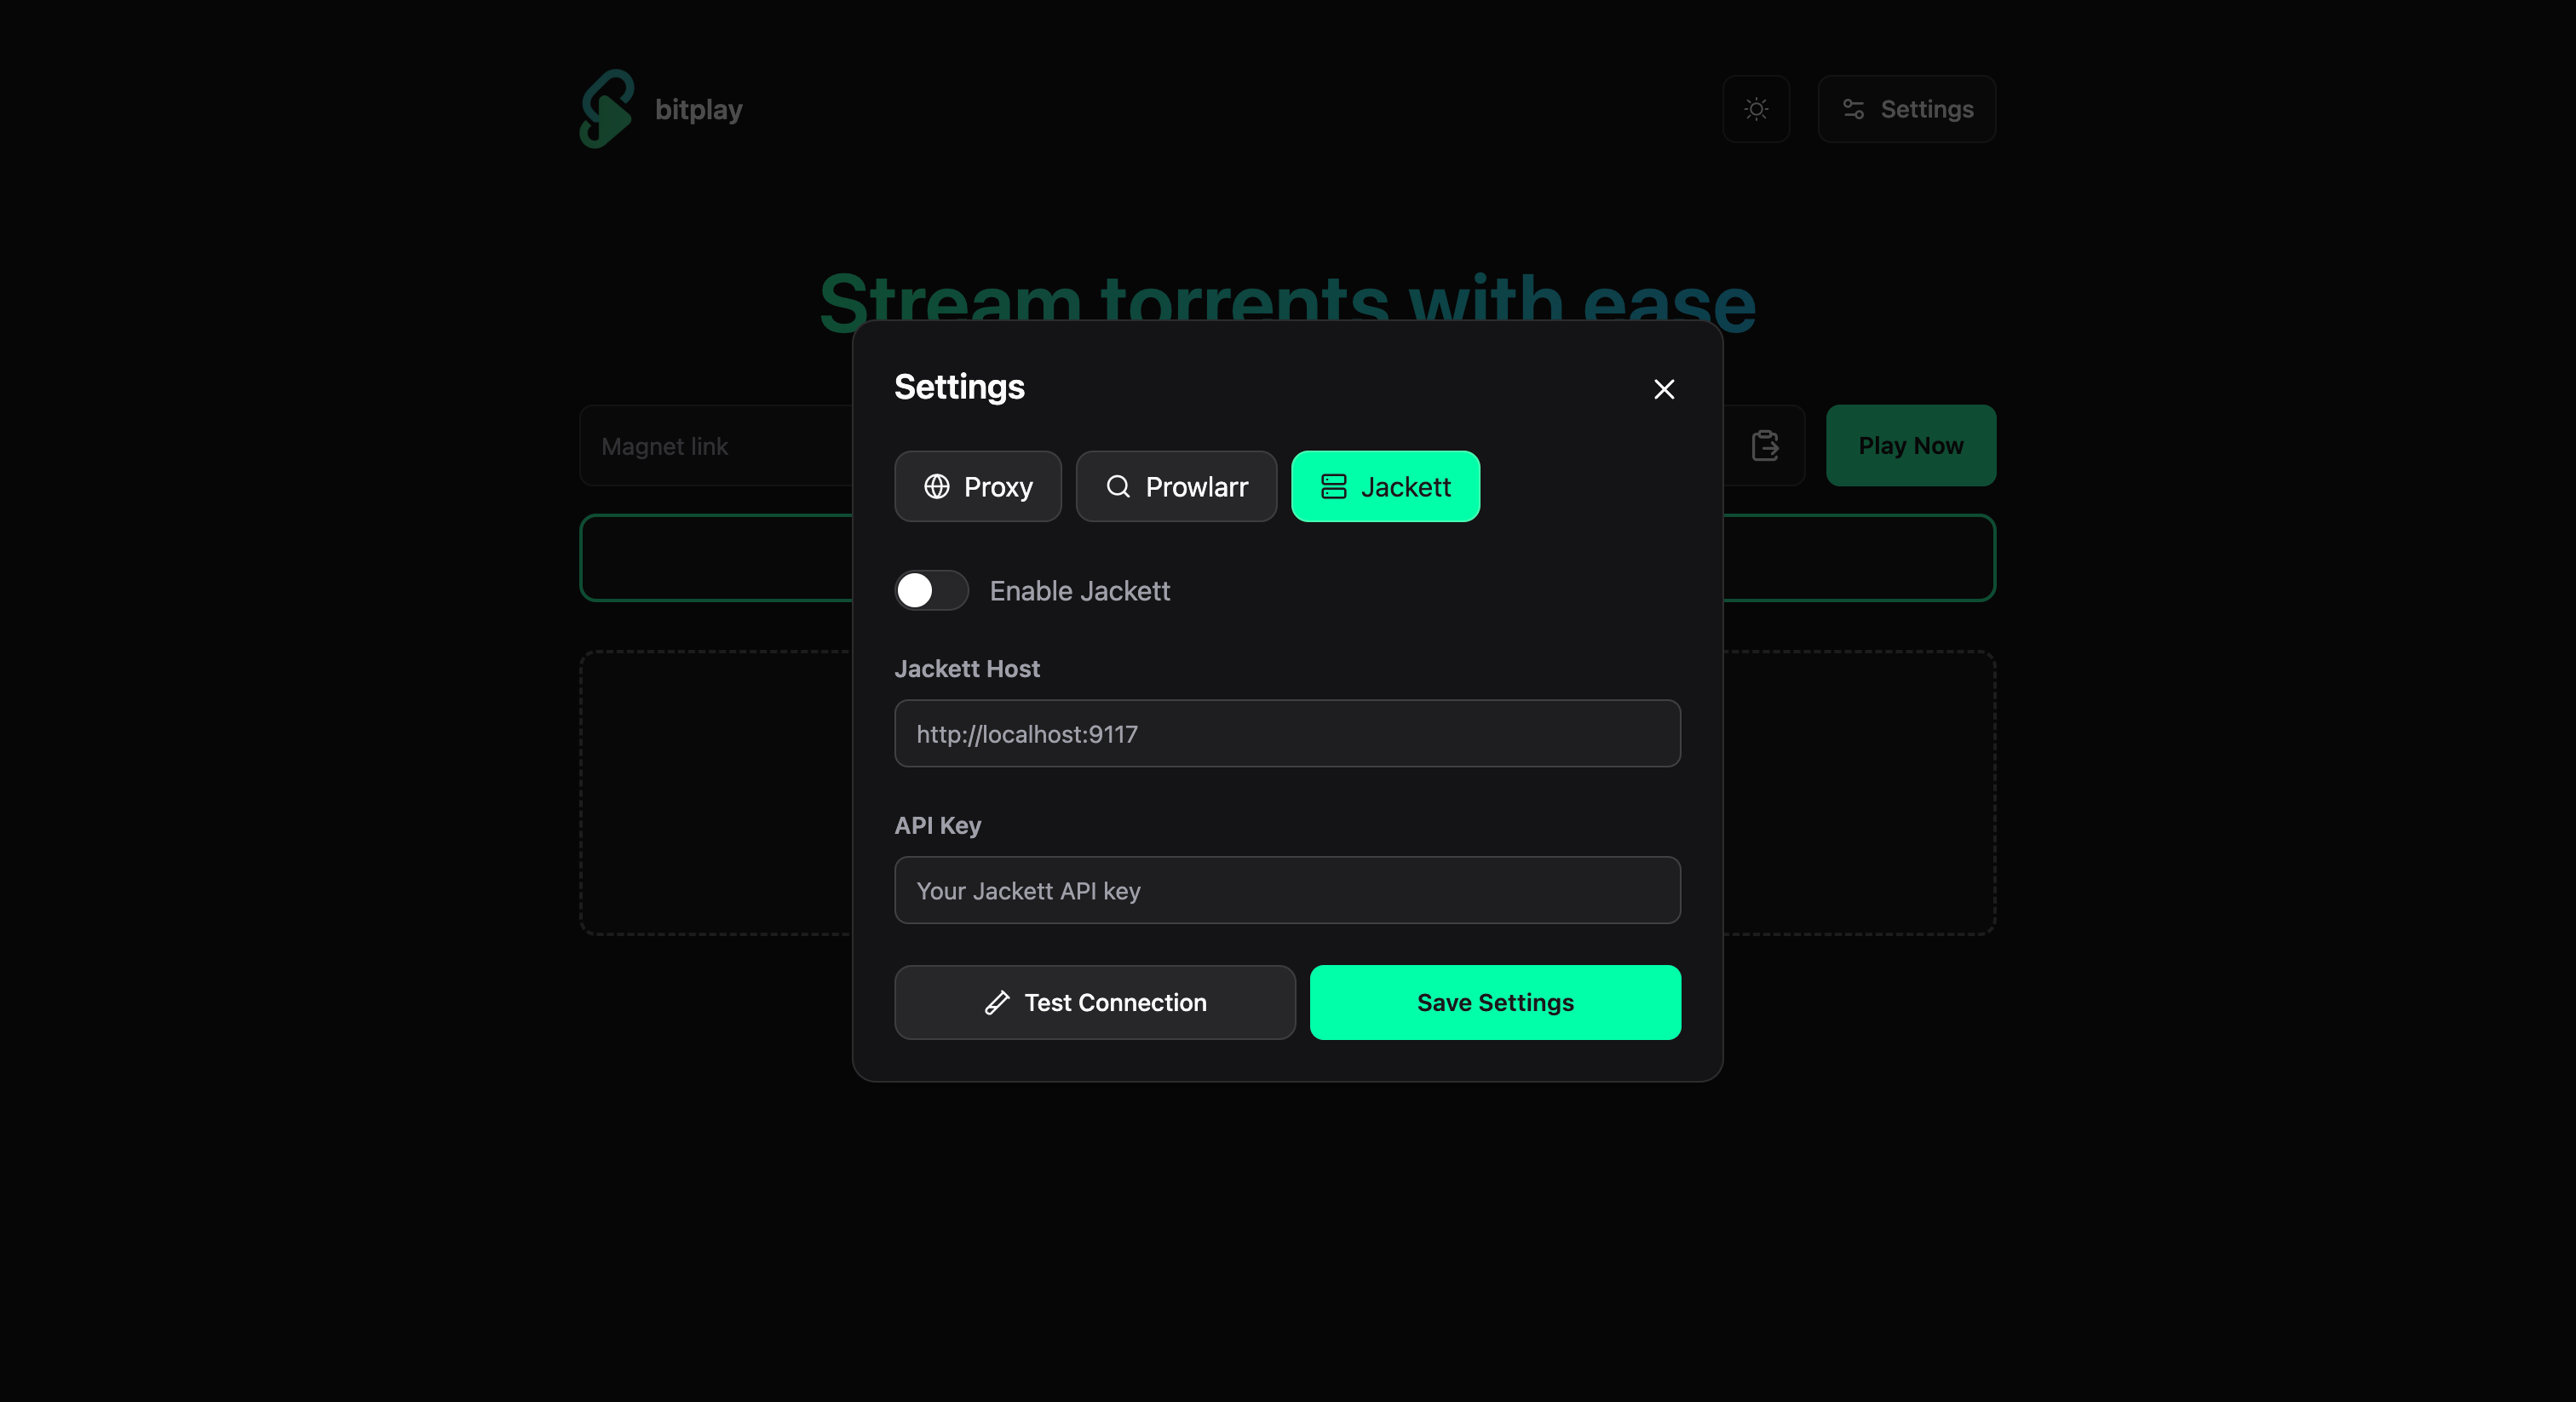 bitplay
Settings
Stream torrents with ease
Magnet link
Play Now
Settings
Proxy
Prowlarr
Jackett
Enable Jackett
Jackett Host
http://localhost:9117
API Key
Your Jackett API key
Test Connection
Save Settings